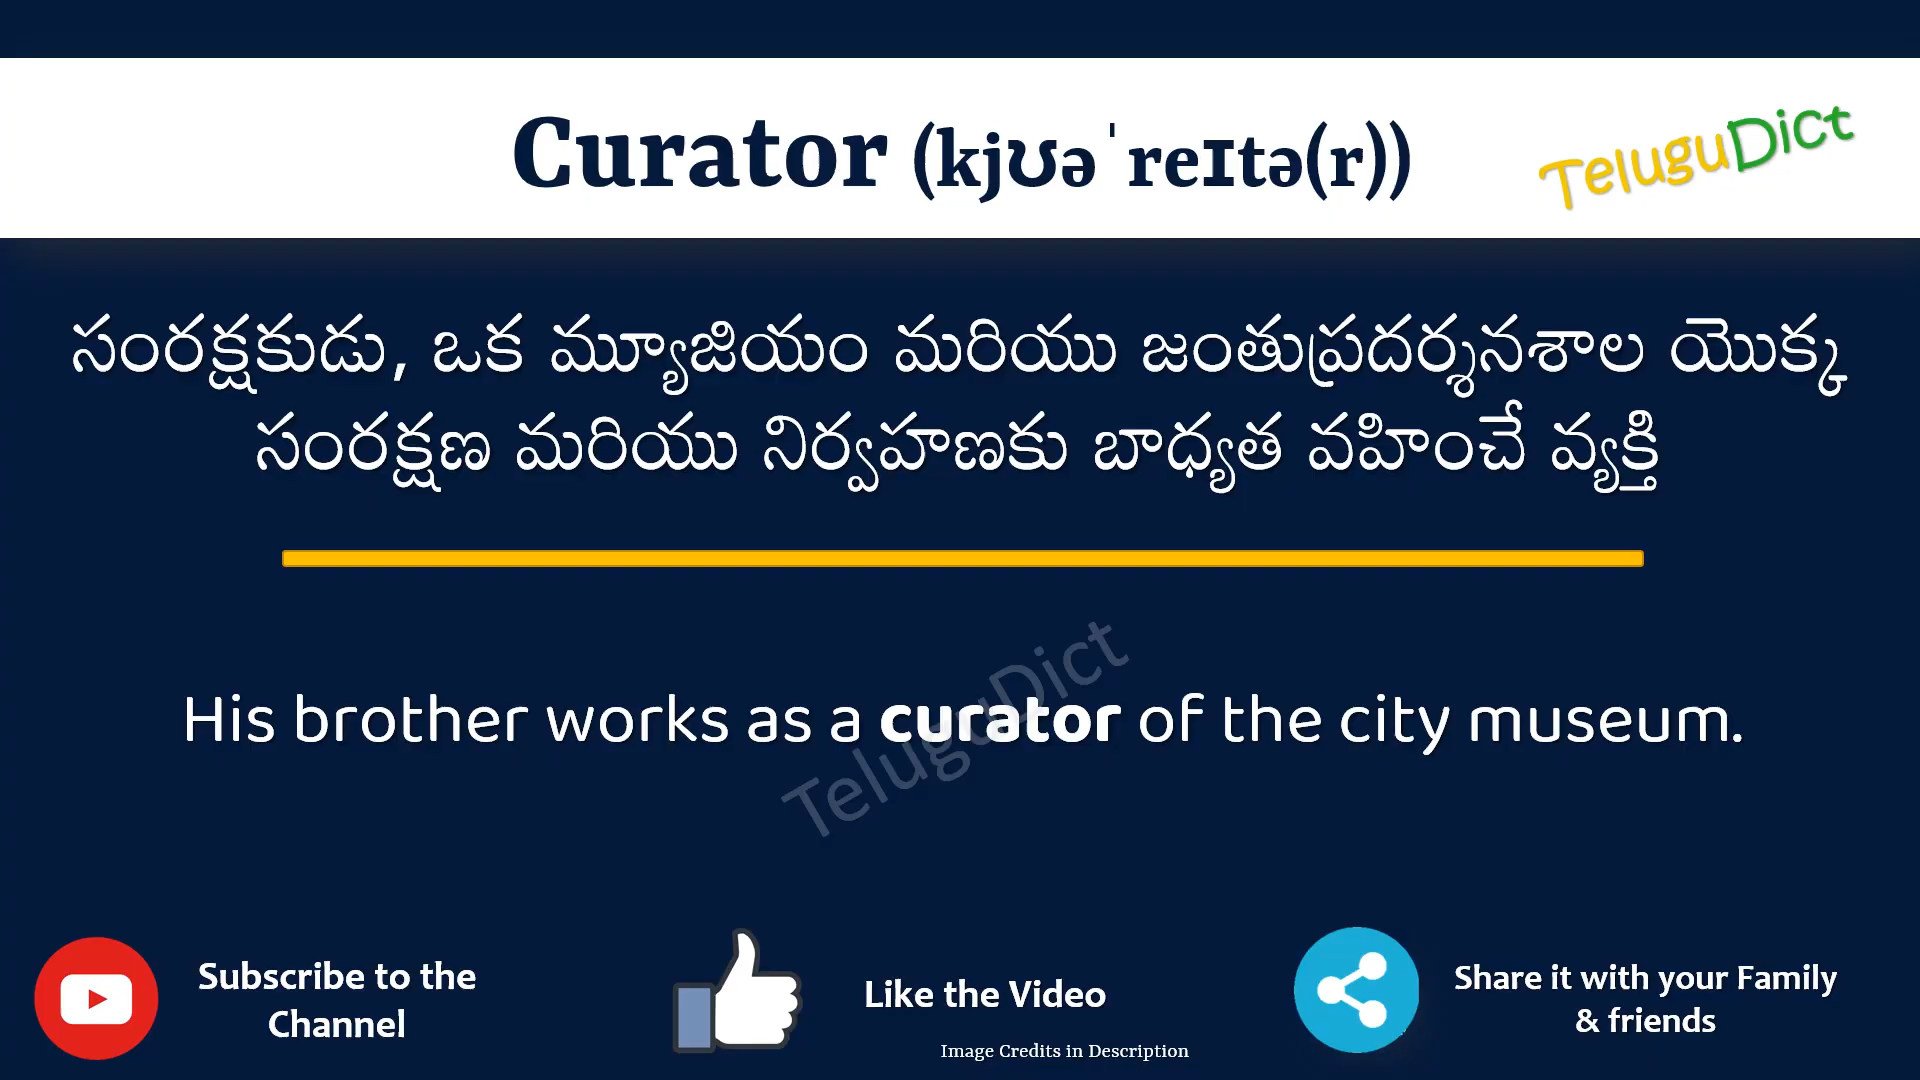 Curator (kjʊəˈreɪtə(r))
TeluguDict
సంరక్షకుడు, ఒక మ్యూజియం మరియు జంతుప్రదర్శనశాల యొక్క
సంరక్షణ మరియు నిర్వహణకు బాధ్యత వహించే వ్యక్తి
His brother works as a curator of the city museum.
TeluguDict
Subscribe to the
Channel
Like the Video
Share it with your Family
& friends
Image Credits in Description